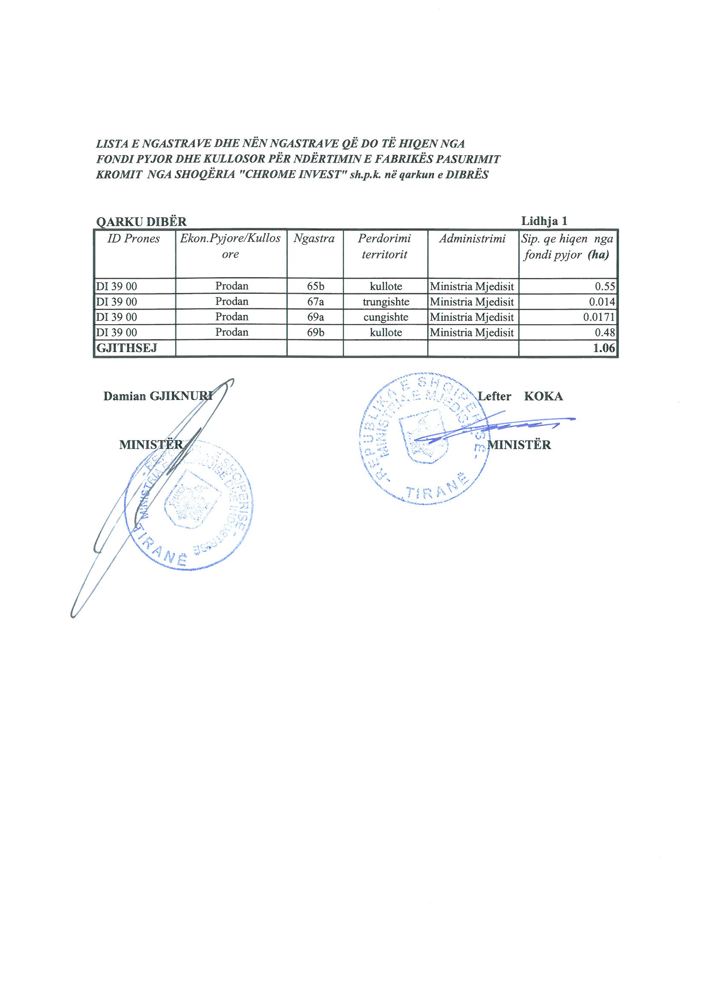 LISTA E NGASTRAVE DHE NËN NGASTRAVE QË DO TË HIQEN NGA
FONDI PYJOR DHE KULLOSOR PËR NDËRTIMIN E FABRIKËS PASURIMIT
KROMIT NGA SHOQËRIA "CHROME INVEST" sh.p.k. në qarkun e DIBRËS
QARKU DIBËR Lidhja 1
ID Prones Ekon.Pyjore/Kullos Ngastra Perdorimi Administrimi Sip. qe hiqen nga
ore territorit fondi pyjor (ha)
DI 39 00 Prodan 65b kullote Ministria Mjedisit 0.55
DI 39 00 Prodan 67a trungishte Ministria Mjedisit 0.014
DI 39 00 Prodan 69a cungishte Ministria Mjedisit 0.0171
DI 39 00 Prodan 69b kullote Ministria Mjedisit 0.48
GJITHSEJ 1.06
Damian GJIKNURI Lefter KOKA
MINISTËR MINISTËR
-REPUBLIKA E SHQIPERISË-
MINISTRIA E MJEDISIT
TIRANË
SHQIPERISE -
MINISTRIA E
DHE INDUSTRISE
TIRANË